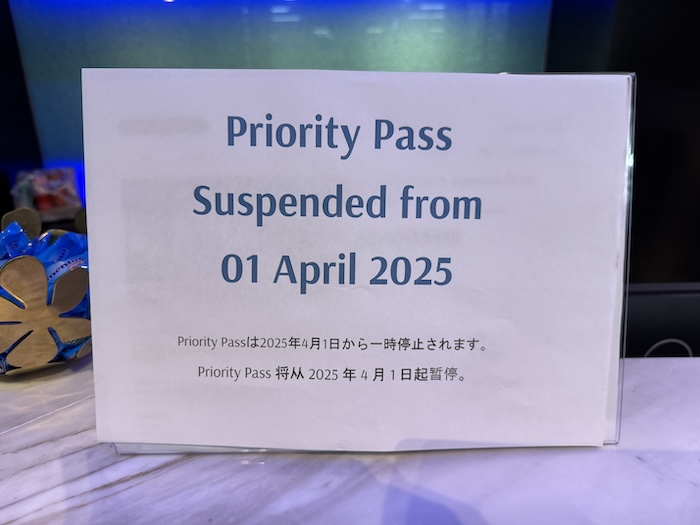 Priority Pass
Suspended from
01 April 2025
Priority Passは2025年4月1日から一時停止されます。
Priority Pass 将从 2025 年 4 月 1 日起暂停。